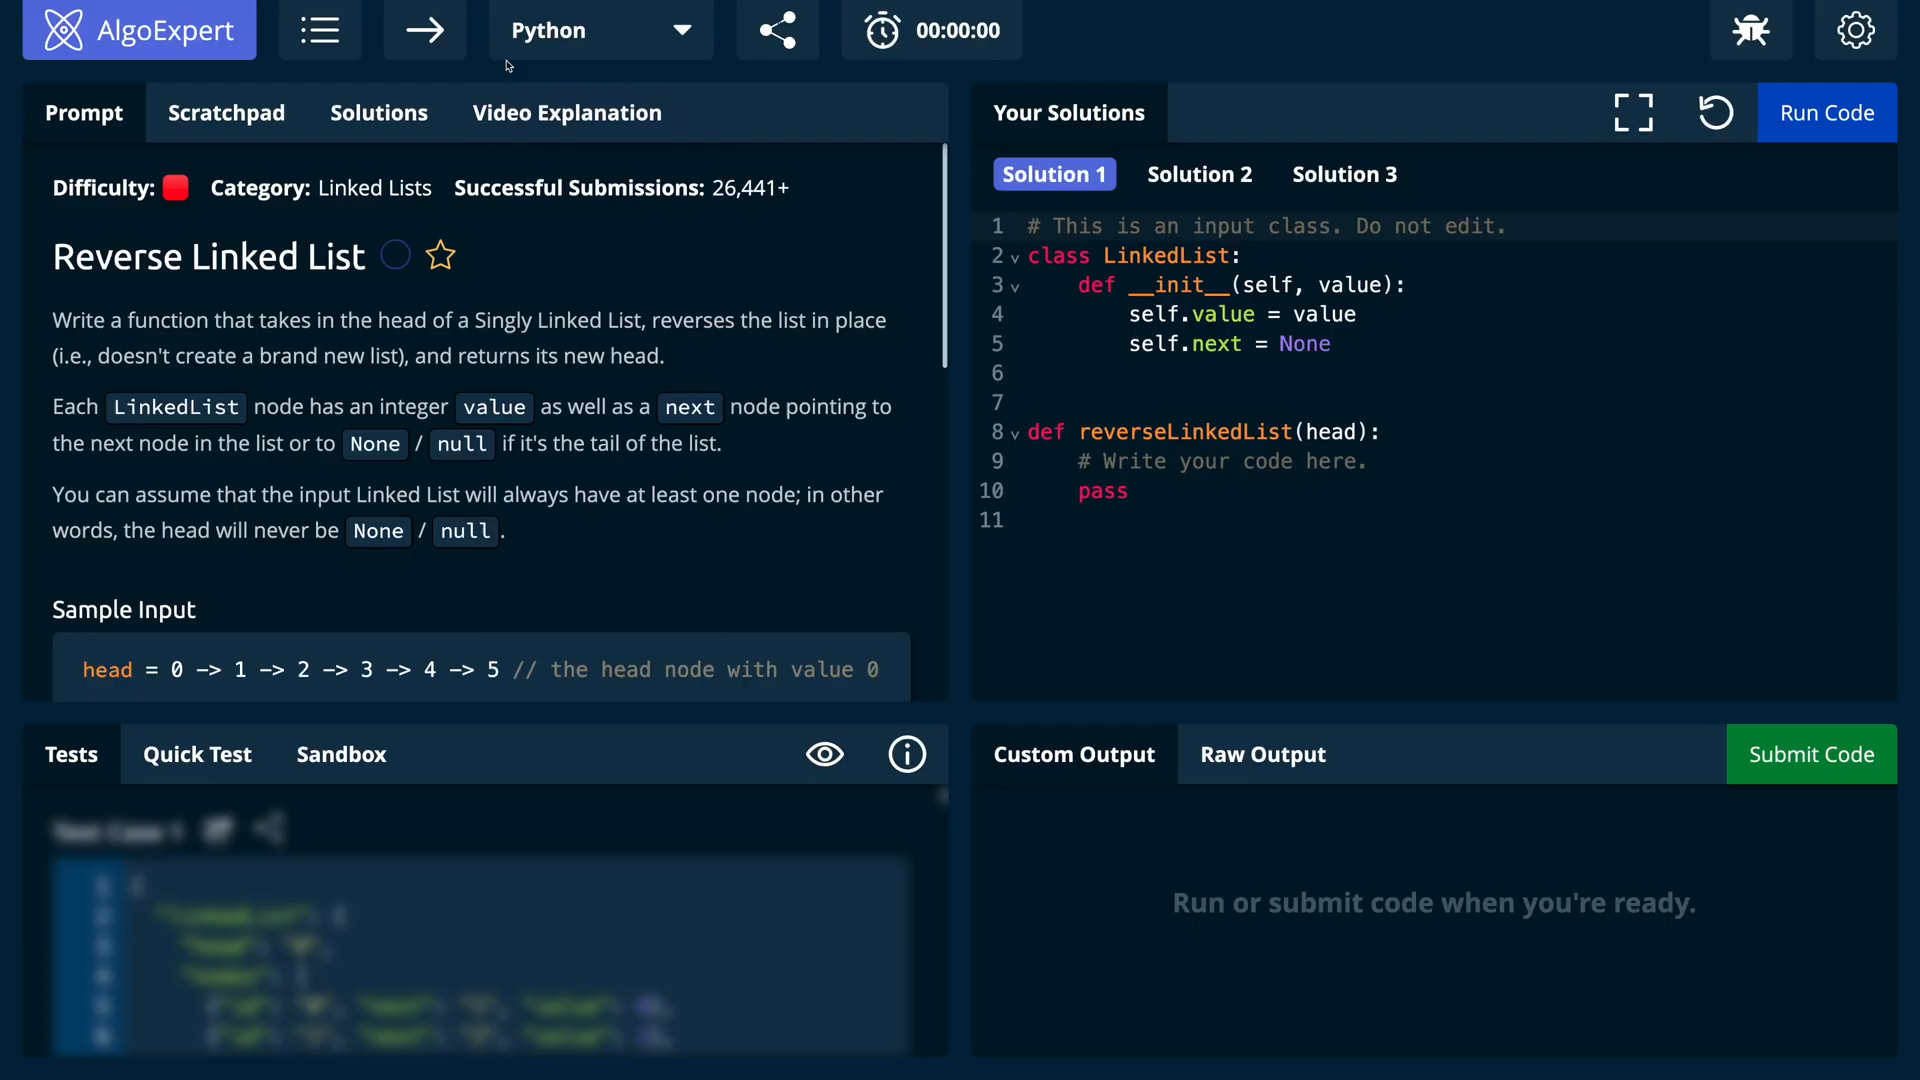 AlgoExpert
Python
00:00:00
Prompt
Scratchpad
Solutions
Video Explanation
Difficulty:
Category: Linked Lists
Successful Submissions: 26,441+
Reverse Linked List
Write a function that takes in the head of a Singly Linked List, reverses the list in place
(i.e., doesn't create a brand new list), and returns its new head.
Each LinkedList node has an integer value as well as a next node pointing to
the next node in the list or to None / null if it's the tail of the list.
You can assume that the input Linked List will always have at least one node; in other
words, the head will never be None / null .
Sample Input
head = 0 -> 1 -> 2 -> 3 -> 4 -> 5 // the head node with value 0
Your Solutions
Run Code
Solution 1
Solution 2
Solution 3
1 # This is an input class. Do not edit.
2 class LinkedList:
3 def __init__(self, value):
4 self.value = value
5 self.next = None
6
7
8 def reverseLinkedList(head):
9 # Write your code here.
10 pass
11
Tests
Quick Test
Sandbox
Custom Output
Raw Output
Submit Code
Run or submit code when you're ready.